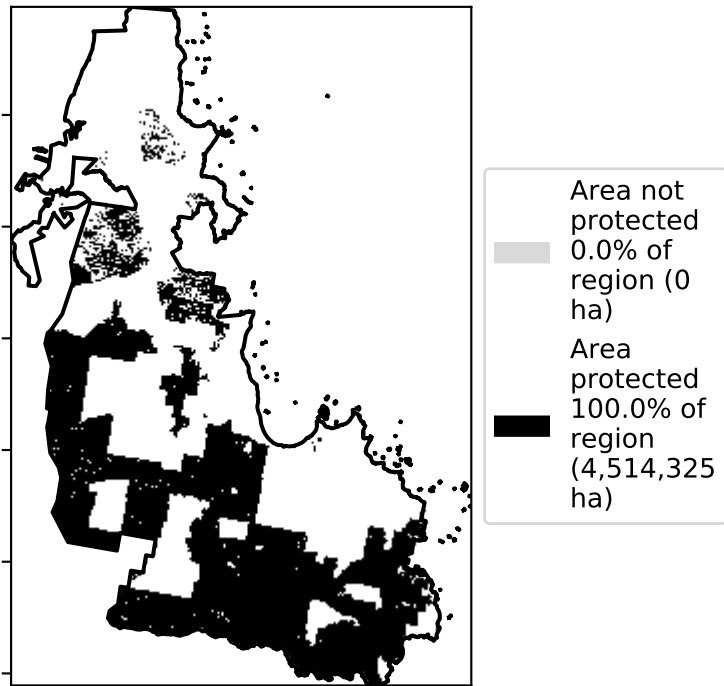 Area not
protected
0.0% of
region (0
ha)
Area
protected
100.0% of
region
(4,514,325
ha)